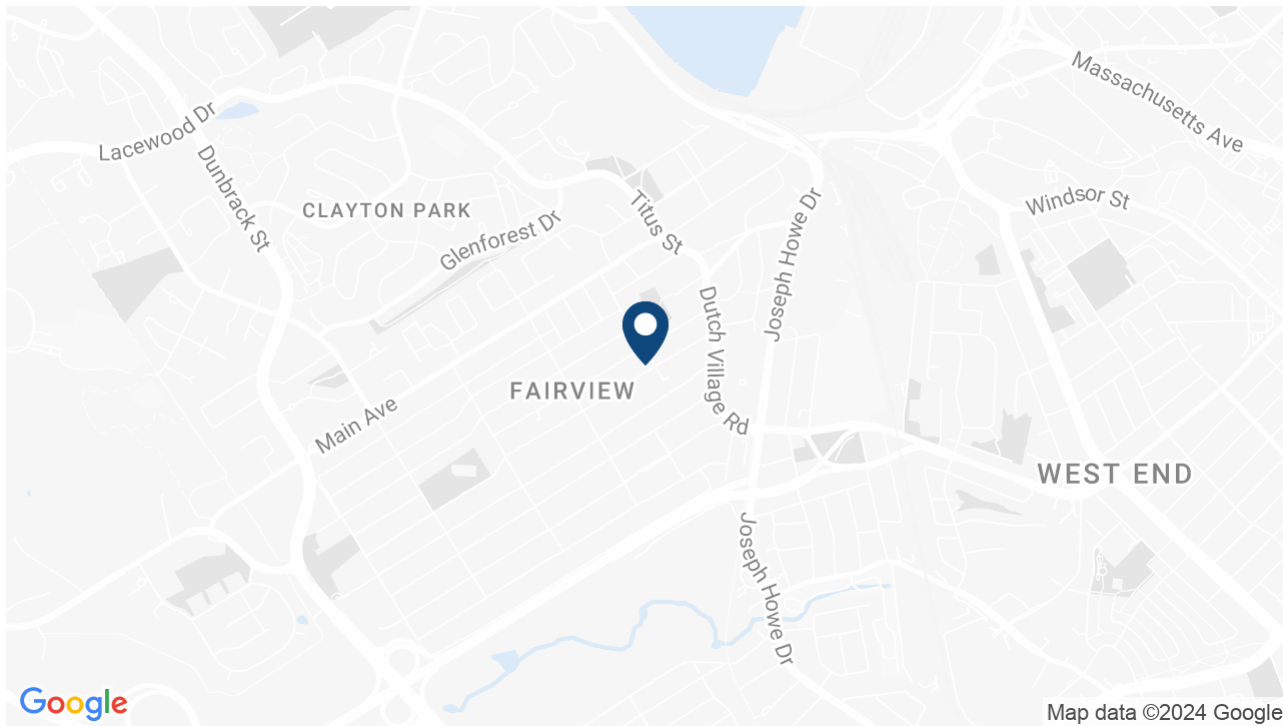 Massachusetts Ave
Lacewood Dr
Dunbrack St
Windsor St
CLAYTON PARK
Titus St
Glenforest Dr
Joseph Howe Dr
Dutch Village Rd
FAIRVIEW
Main Ave
WEST END
Joseph Howe Dr
Google
Map data ©2024 Google